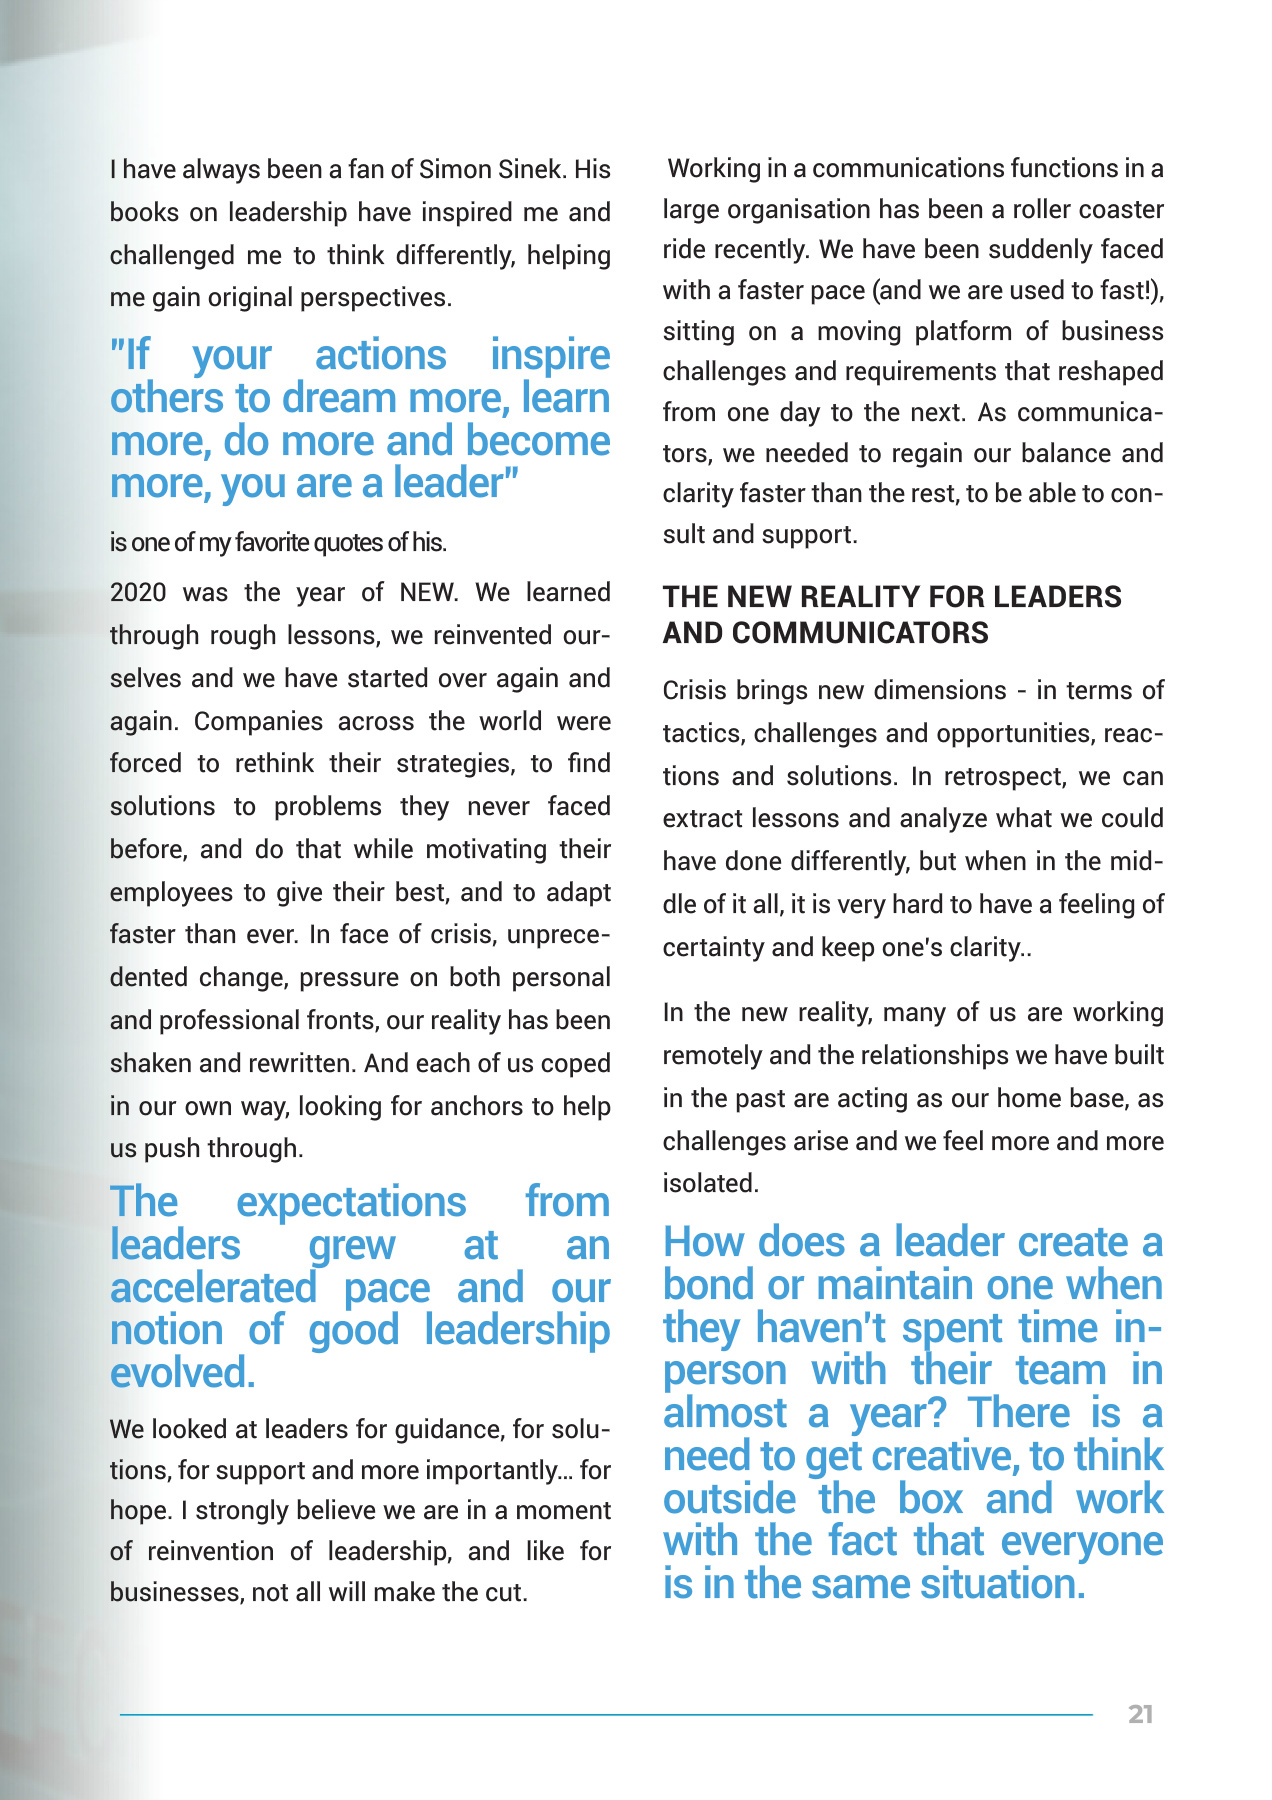 I have always been a fan of Simon Sinek. His
books on leadership have inspired me and
challenged me to think differently, helping
me gain original perspectives.
"If your actions inspire
others to dream more, learn
more, do more and become
more, you are a leader"
is one of my favorite quotes of his.
2020 was the year of NEW. We learned
through rough lessons, we reinvented our-
selves and we have started over again and
again. Companies across the world were
forced to rethink their strategies, to find
solutions to problems they never faced
before, and do that while motivating their
employees to give their best, and to adapt
faster than ever. In face of crisis, unprece-
dented change, pressure on both personal
and professional fronts, our reality has been
shaken and rewritten. And each of us coped
in our own way, looking for anchors to help
us push through.
The expectations from
leaders grew at an
accelerated pace and our
notion of good leadership
evolved.
We looked at leaders for guidance, for solu-
tions, for support and more importantly... for
hope. I strongly believe we are in a moment
of reinvention of leadership, and like for
businesses, not all will make the cut.
Working in a communications functions in a
large organisation has been a roller coaster
ride recently. We have been suddenly faced
with a faster pace (and we are used to fast!),
sitting on a moving platform of business
challenges and requirements that reshaped
from one day to the next. As communica-
tors, we needed to regain our balance and
clarity faster than the rest, to be able to con-
sult and support.
THE NEW REALITY FOR LEADERS
AND COMMUNICATORS
Crisis brings new dimensions - in terms of
tactics, challenges and opportunities, reac-
tions and solutions. In retrospect, we can
extract lessons and analyze what we could
have done differently, but when in the mid-
dle of it all, it is very hard to have a feeling of
certainty and keep one's clarity..
In the new reality, many of us are working
remotely and the relationships we have built
in the past are acting as our home base, as
challenges arise and we feel more and more
isolated.
How does a leader create a
bond or maintain one when
they haven't spent time in-
person with their team in
almost a year? There is a
need to get creative, to think
outside the box and work
with the fact that everyone
is in the same situation.
21